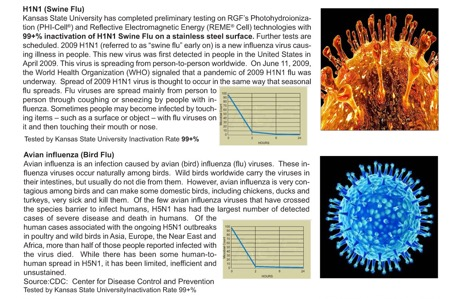 H1N1 (Swine Flu)
Kansas State University has completed preliminary testing on RGF's Photohydroioniza-
tion (PHI-Cell®) and Reflective Electromagnetic Energy (REME® Cell) technologies with
99+% inactivation of H1N1 Swine Flu on a stainless steel surface. Further tests are
scheduled. 2009 H1N1 (referred to as "swine flu" early on) is a new influenza virus caus-
ing illness in people. This new virus was first detected in people in the United States in
April 2009. This virus is spreading from person-to-person worldwide. On June 11, 2009,
the World Health Organization (WHO) signaled that a pandemic of 2009 H1N1 flu was
underway. Spread of 2009 H1N1 virus is thought to occur in the same way that seasonal
flu spreads. Flu viruses are spread mainly from person to
person through coughing or sneezing by people with in-
fluenza. Sometimes people may become infected by touch-
ing items – such as a surface or object – with flu viruses on
it and then touching their mouth or nose.
Tested by Kansas State University Inactivation Rate 99+%
HOURS
Avian influenza (Bird Flu)
Avian influenza is an infection caused by avian (bird) influenza (flu) viruses. These in-
fluenza viruses occur naturally among birds. Wild birds worldwide carry the viruses in
their intestines, but usually do not die from them. However, avian influenza is very con-
tagious among birds and can make some domestic birds, including chickens, ducks and
turkeys, very sick and kill them. Of the few avian influenza viruses that have crossed
the species barrier to infect humans, H5N1 has had the largest number of detected
cases of severe disease and death in humans. Of the
human cases associated with the ongoing H5N1 outbreaks
in poultry and wild birds in Asia, Europe, the Near East and
Africa, more than half of those people reported infected with
the virus died. While there has been some human-to-
human spread in H5N1, it has been limited, inefficient and
unsustained.
Source:CDC: Center for Disease Control and Prevention
Tested by Kansas State UniversityInactivation Rate 99+%
HOURS